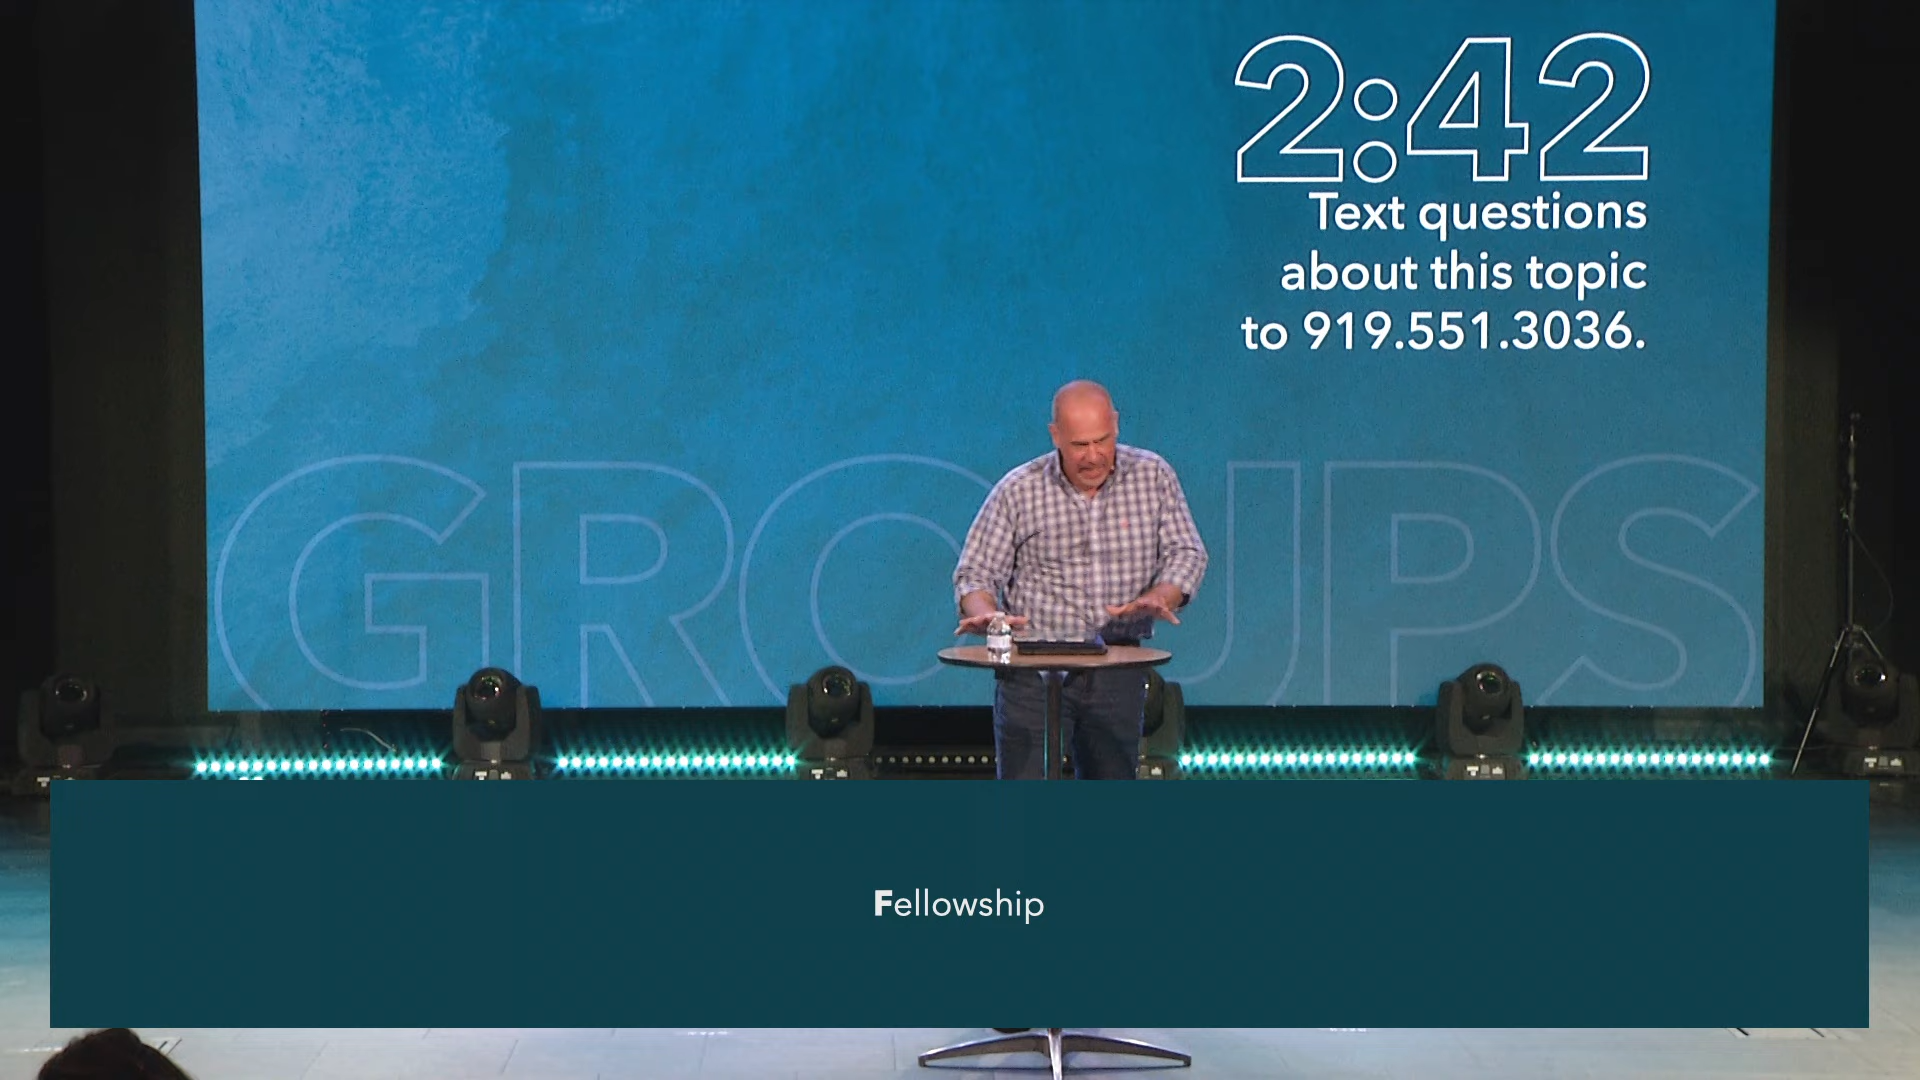 2:42
Text questions
about this topic
to 919.551.3036.
GROUPS
Fellowship